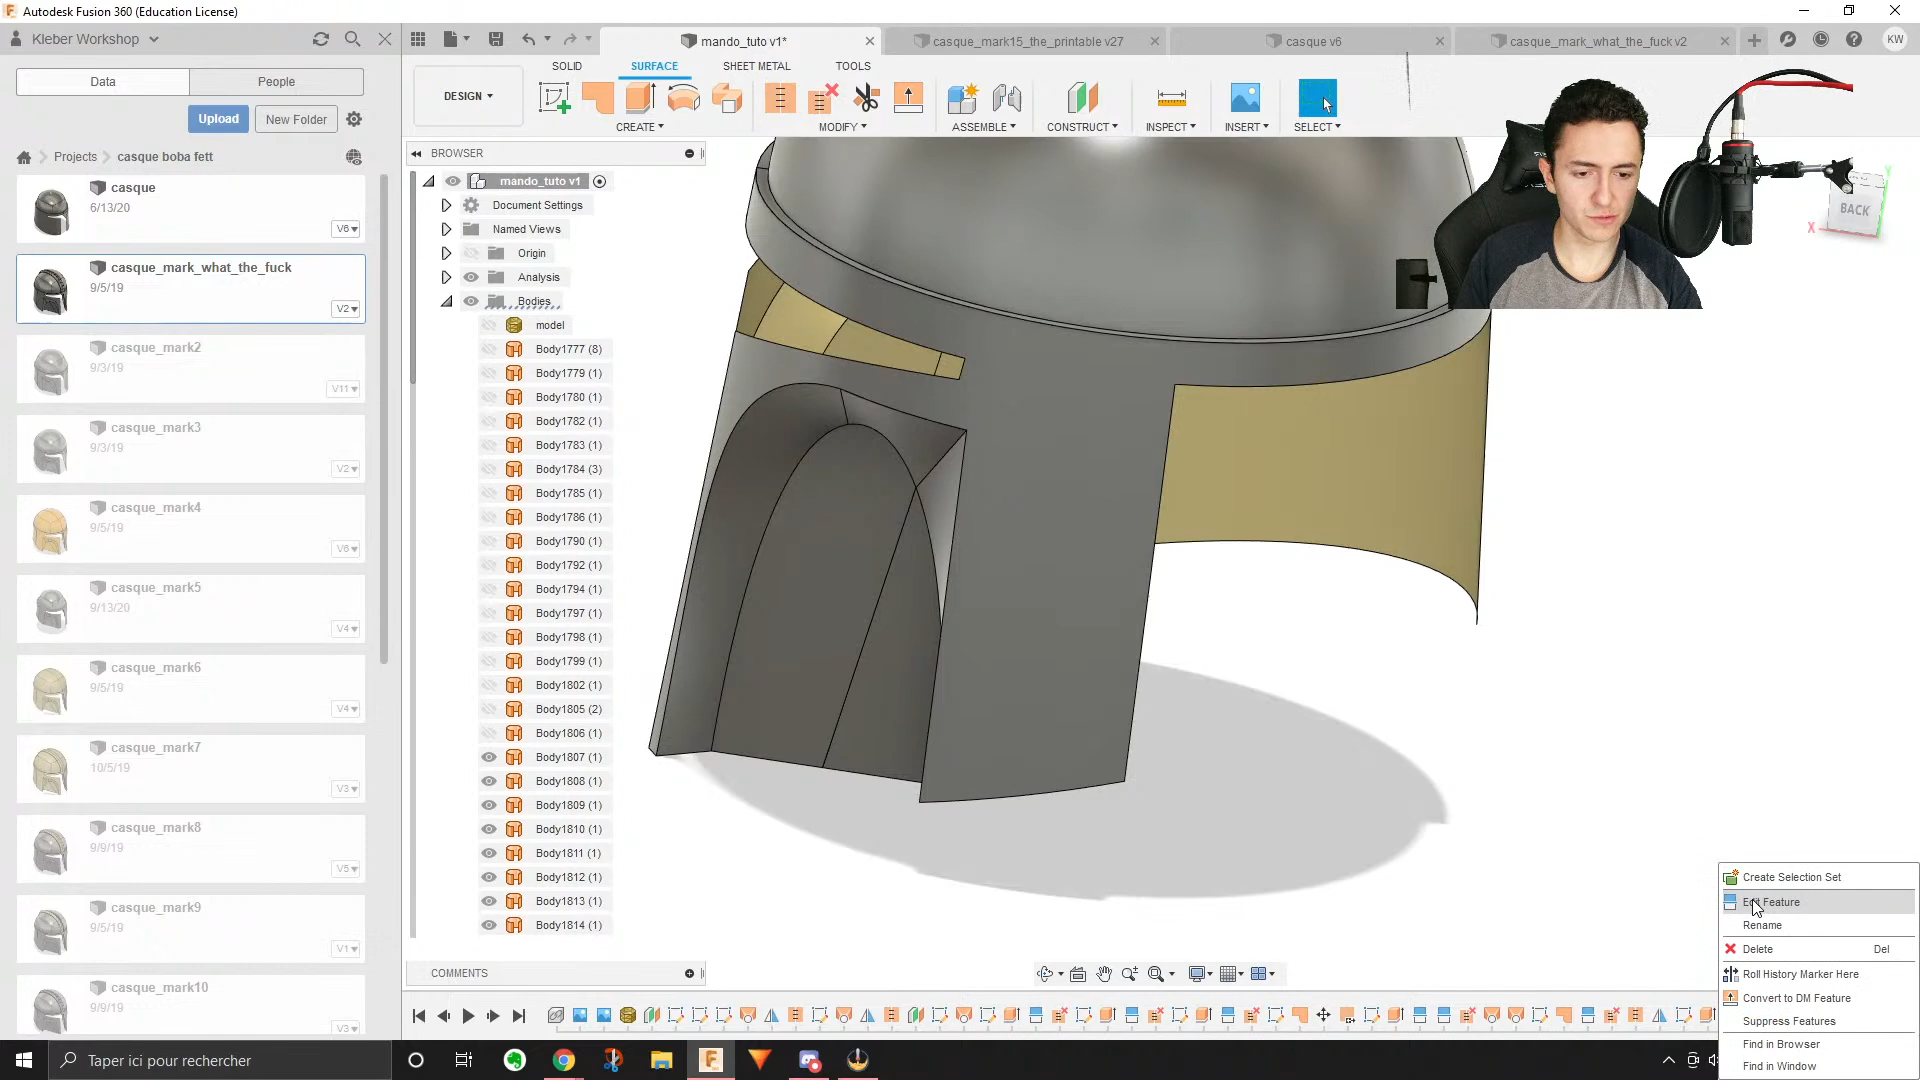 Autodesk Fusion 360 (Education License)
Kleber Workshop
Data
People
Upload
New Folder
Projects
casque boba fett
casque
6/13/20
V6
casque_mark_what_the_fuck
9/5/19
V2
casque_mark2
9/3/19
V11
casque_mark3
9/3/19
V2
casque_mark4
9/5/19
V6
casque_mark5
9/13/20
V4
casque_mark6
9/5/19
V4
casque_mark7
10/5/19
V3
casque_mark8
9/9/19
V5
casque_mark9
9/5/19
V1
casque_mark10
9/9/19
V3
mando_tuto v1*
casque_mark15_the_printable v27
casque v6
casque_mark_what_the_fuck v2
KW
DESIGN
SOLID
SURFACE
SHEET METAL
TOOLS
CREATE
MODIFY
ASSEMBLE
CONSTRUCT
INSPECT
INSERT
SELECT
BROWSER
mando_tuto v1
Document Settings
Named Views
Origin
Analysis
Bodies
model
Body1777 (8)
Body1779 (1)
Body1780 (1)
Body1782 (1)
Body1783 (1)
Body1784 (3)
Body1785 (1)
Body1786 (1)
Body1790 (1)
Body1792 (1)
Body1794 (1)
Body1797 (1)
Body1798 (1)
Body1799 (1)
Body1802 (1)
Body1805 (2)
Body1806 (1)
Body1807 (1)
Body1808 (1)
Body1809 (1)
Body1810 (1)
Body1811 (1)
Body1812 (1)
Body1813 (1)
Body1814 (1)
COMMENTS
BACK
X
Create Selection Set
Edit Feature
Rename
Delete
Del
Roll History Marker Here
Convert to DM Feature
Suppress Features
Find in Browser
Find in Window
Taper ici pour rechercher